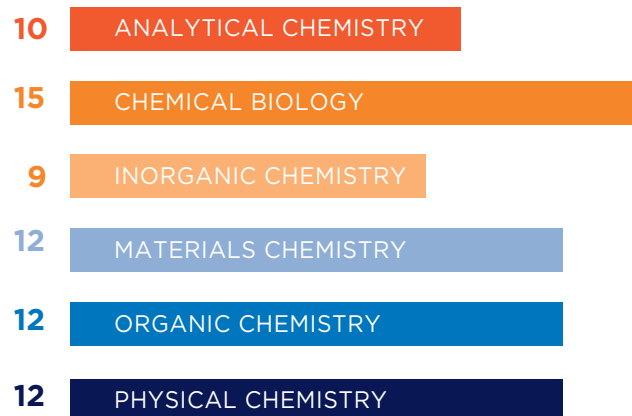 10 ANALYTICAL CHEMISTRY
15 CHEMICAL BIOLOGY
9 INORGANIC CHEMISTRY
12 MATERIALS CHEMISTRY
12 ORGANIC CHEMISTRY
12 PHYSICAL CHEMISTRY